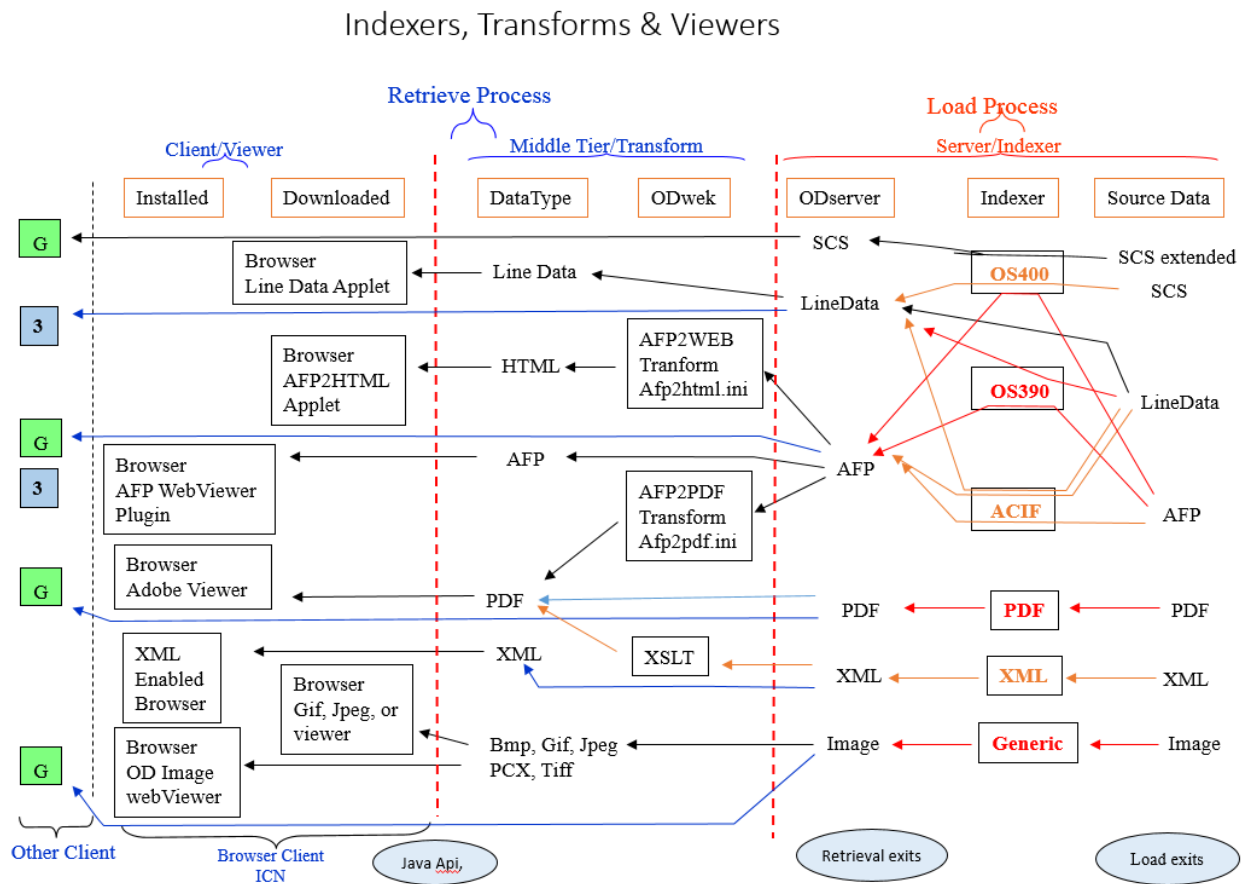 Indexers, Transforms & Viewers
Retrieve Process
Load Process
Client/Viewer
Middle Tier/Transform
Server/Indexer
Installed
Downloaded
DataType
ODwek
ODserver
Indexer
Source Data
G
SCS
SCS extended
Browser
Line Data Applet
Line Data
OS400
SCS
LineData
3
Browser
AFP2HTML
Applet
HTML
AFP2WEB
Tranform
Afp2html.ini
OS390
LineData
G
Browser
AFP WebViewer
Plugin
AFP
AFP
3
AFP2PDF
Transform
Afp2pdf.ini
ACIF
AFP
G
Browser
Adobe Viewer
PDF
PDF
PDF
PDF
XML
Enabled
Browser
XML
XSLT
XML
XML
XML
Browser
Gif, Jpeg, or
viewer
G
Browser
OD Image
webViewer
Bmp, Gif, Jpeg
PCX, Tiff
Image
Generic
Image
Other Client
Browser Client
ICN
Java Api,
Retrieval exits
Load exits